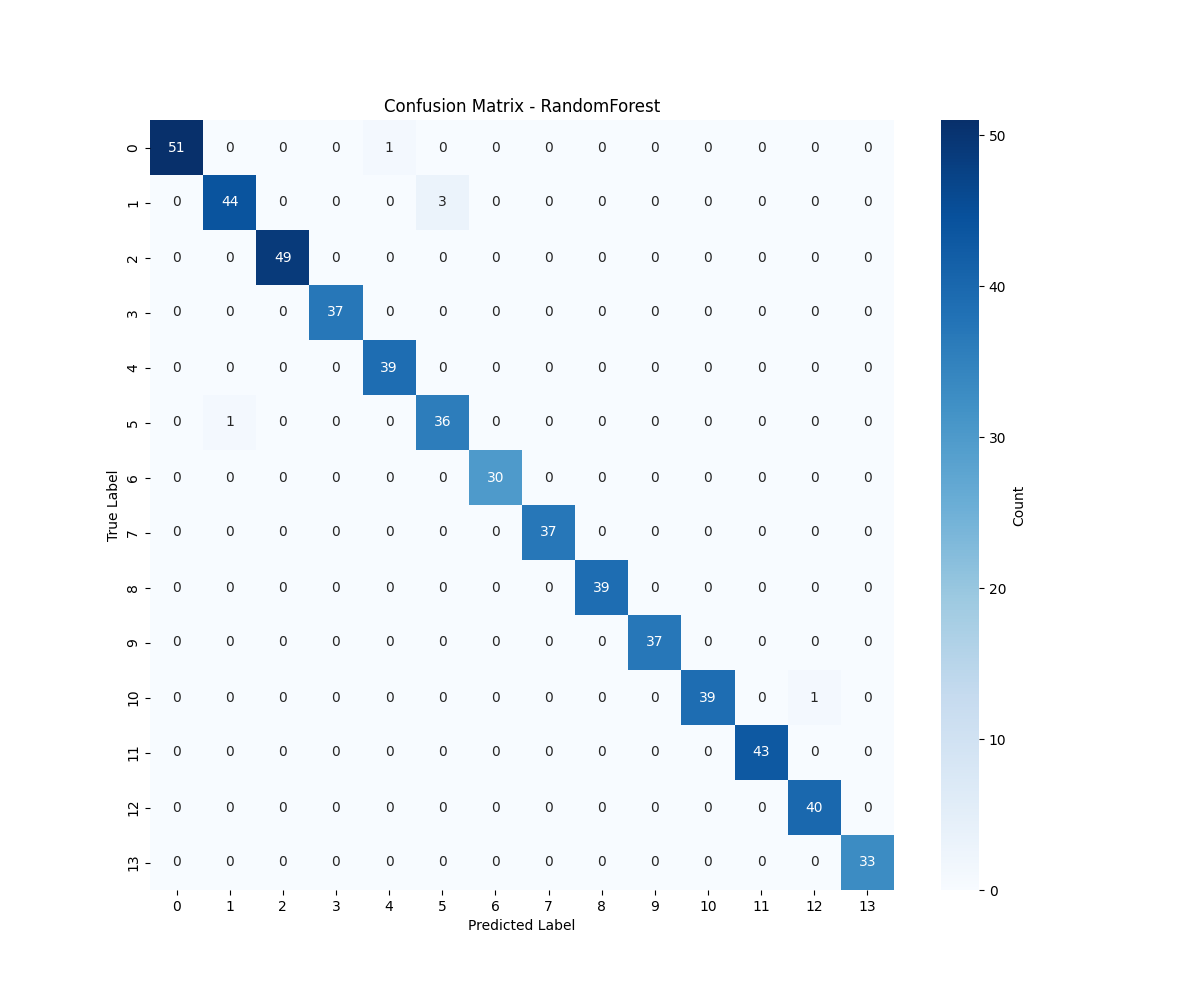 Confusion Matrix - RandomForest
0 51 0 0 0 1 0 0 0 0 0 0 0 0 0
1 0 44 0 0 0 3 0 0 0 0 0 0 0 0
2 0 0 49 0 0 0 0 0 0 0 0 0 0 0
3 0 0 0 37 0 0 0 0 0 0 0 0 0 0
4 0 0 0 0 39 0 0 0 0 0 0 0 0 0
5 0 1 0 0 0 36 0 0 0 0 0 0 0 0
6 0 0 0 0 0 0 30 0 0 0 0 0 0 0
7 0 0 0 0 0 0 0 37 0 0 0 0 0 0
8 0 0 0 0 0 0 0 0 39 0 0 0 0 0
9 0 0 0 0 0 0 0 0 0 37 0 0 0 0
10 0 0 0 0 0 0 0 0 0 0 39 0 1 0
11 0 0 0 0 0 0 0 0 0 0 0 43 0 0
12 0 0 0 0 0 0 0 0 0 0 0 0 40 0
13 0 0 0 0 0 0 0 0 0 0 0 0 0 33
0 1 2 3 4 5 6 7 8 9 10 11 12 13
Predicted Label
True Label
50
40
30
20
10
0
Count